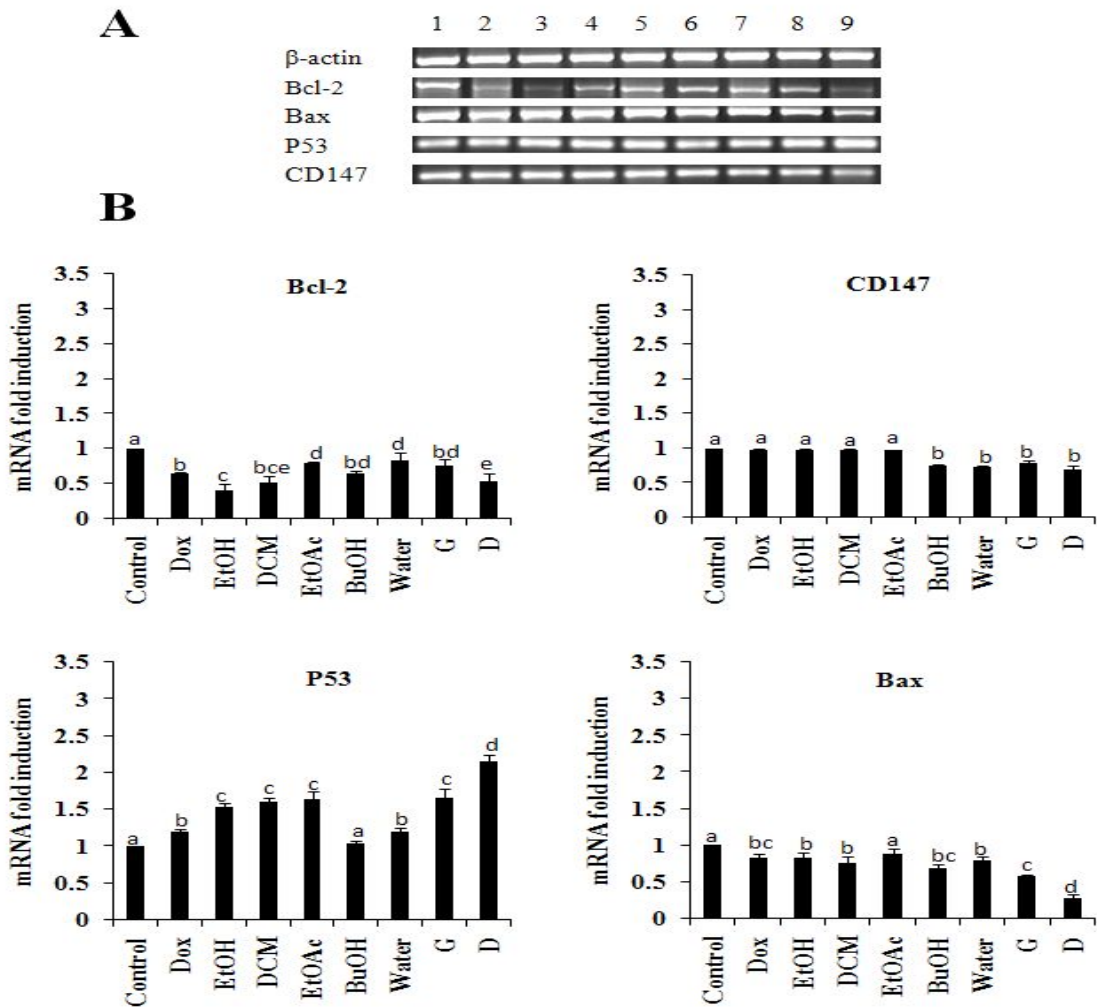 A
1 2 3 4 5 6 7 8 9
β-actin
Bcl-2
Bax
P53
CD147
B
Bcl-2
mRNA fold induction
3.5
3
2.5
2
1.5
1
0.5
0
a b c bce d bd d bd e
Control Dox EtOH DCM EtOAc BuOH Water G D
CD147
mRNA fold induction
3.5
3
2.5
2
1.5
1
0.5
0
a a a a a b b b b
Control Dox EtOH DCM EtOAc BuOH Water G D
P53
mRNA fold induction
3.5
3
2.5
2
1.5
1
0.5
0
a b c c c a b c d
Control Dox EtOH DCM EtOAc BuOH Water G D
Bax
mRNA fold induction
3.5
3
2.5
2
1.5
1
0.5
0
a bc b b a bc b c d
Control Dox EtOH DCM EtOAc BuOH Water G D